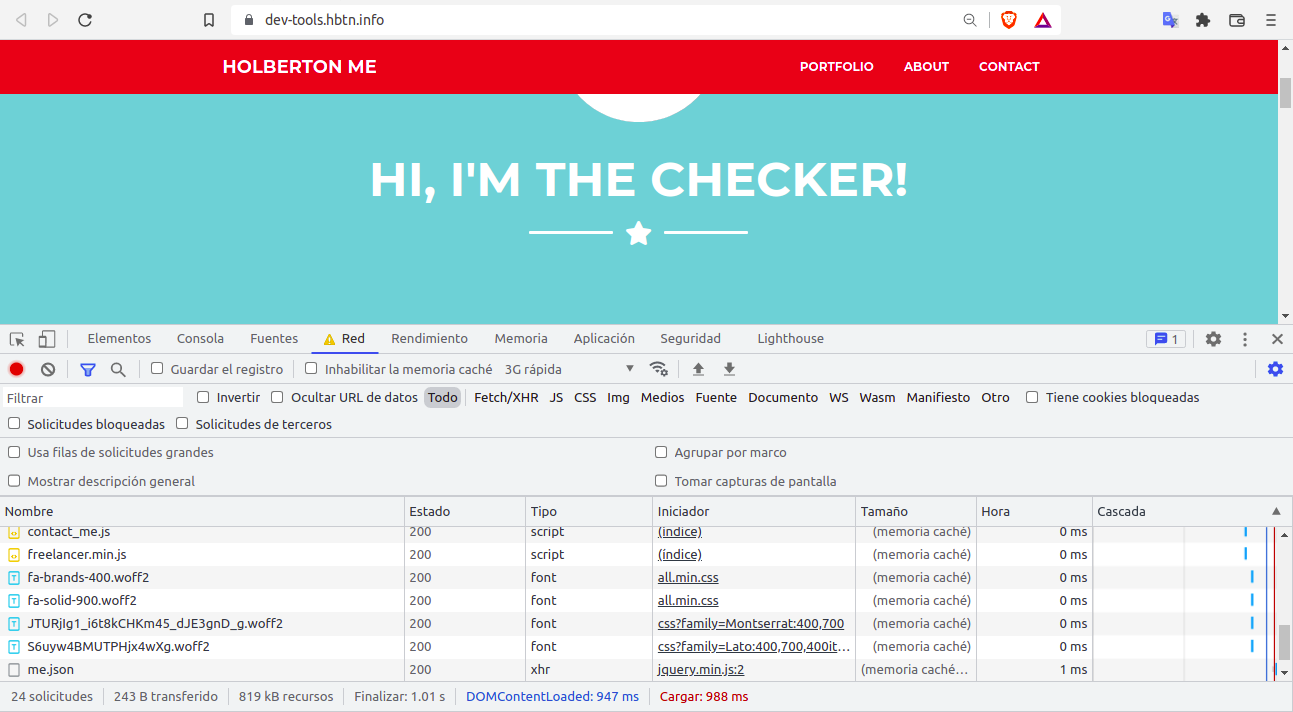 dev-tools.hbtn.info
HOLBERTON ME PORTFOLIO ABOUT CONTACT
HI, I'M THE CHECKER!
Elementos Consola Fuentes Red Rendimiento Memoria Aplicación Seguridad Lighthouse 1
Guardar el registro Inhabilitar la memoria caché 3G rápida
Filtrar Invertir Ocultar URL de datos Todo Fetch/XHR JS CSS Img Medios Fuente Documento WS Wasm Manifiesto Otro Tiene cookies bloqueadas
Solicitudes bloqueadas Solicitudes de terceros
Usa filas de solicitudes grandes Agrupar por marco
Mostrar descripción general Tomar capturas de pantalla
Nombre Estado Tipo Iniciador Tamaño Hora Cascada
contact_me.js 200 script (índice) (memoria caché) 0 ms
freelancer.min.js 200 script (índice) (memoria caché) 0 ms
fa-brands-400.woff2 200 font all.min.css (memoria caché) 0 ms
fa-solid-900.woff2 200 font all.min.css (memoria caché) 0 ms
JTURjIg1_i6t8kCHKm45_dJE3gnD_g.woff2 200 font css?family=Montserrat:400,700 (memoria caché) 0 ms
S6uyw4BMUTPHjx4wXg.woff2 200 font css?family=Lato:400,700,400it… (memoria caché) 0 ms
me.json 200 xhr jquery.min.js:2 (memoria caché… 1 ms
24 solicitudes 243 B transferido 819 kB recursos Finalizar: 1.01 s DOMContentLoaded: 947 ms Cargar: 988 ms